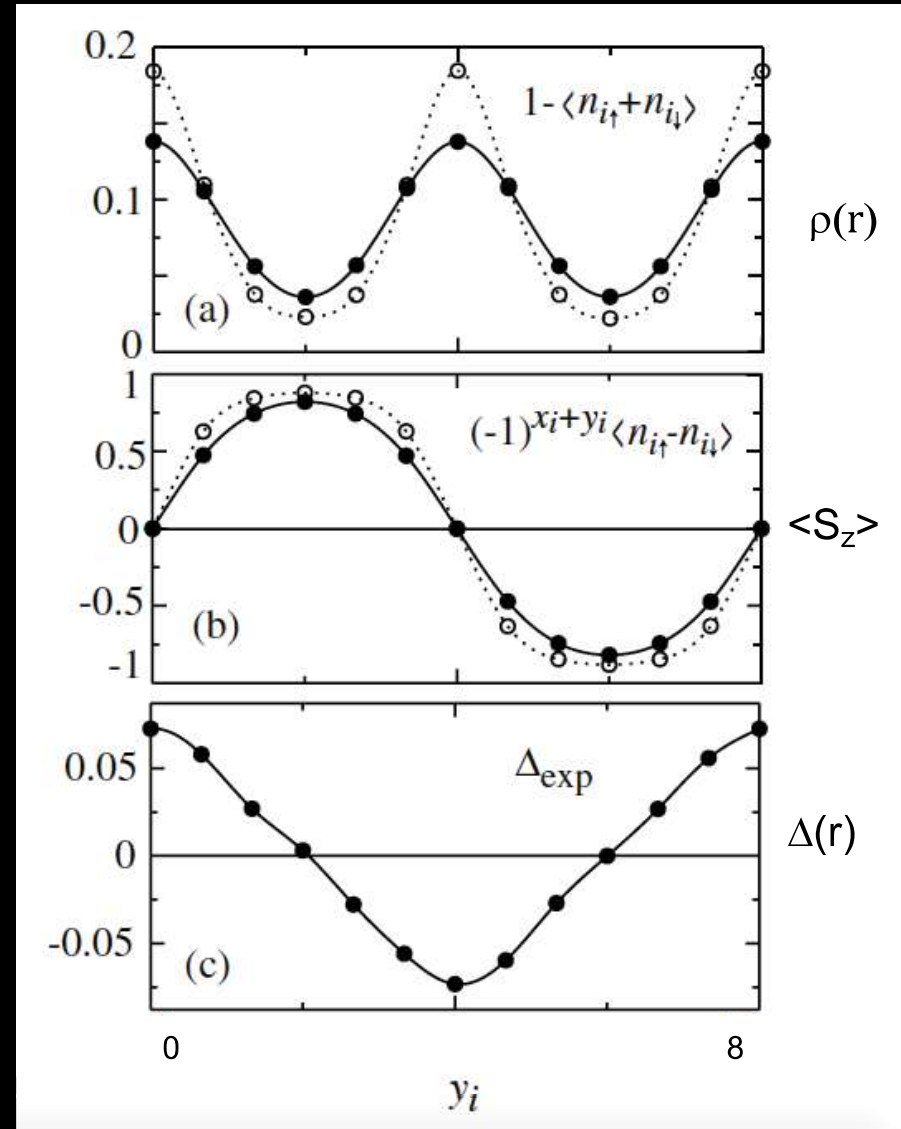 0.2
1-⟨n_{i↑}+n_{i↓}⟩
0.1
ρ(r)
(a)
0
1
(-1)^{x_i+y_i}⟨n_{i↑}-n_{i↓}⟩
0.5
0
<S_z>
-0.5
(b)
-1
0.05
Δ_exp
0
Δ(r)
-0.05
(c)
0 8
y_i